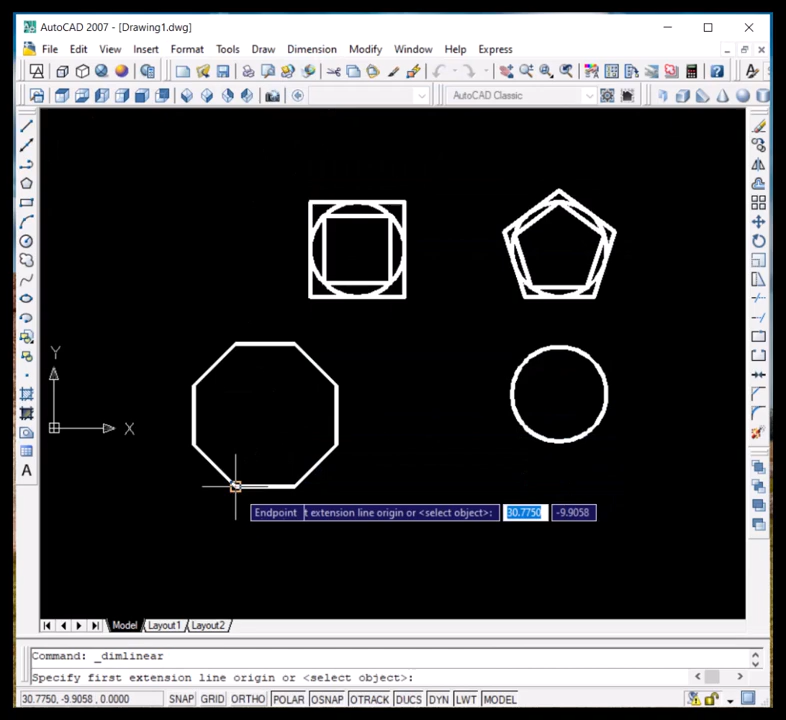 AutoCAD 2007 - [Drawing1.dwg]
File Edit View Insert Format Tools Draw Dimension Modify Window Help Express
AutoCAD Classic
Y
X
Endpoint t extension line origin or <select object>: 30.7750 -9.9058
Model Layout1 Layout2
Command: _dimlinear
Specify first extension line origin or <select object>:
30.7750, -9.9058 , 0.0000 SNAP GRID ORTHO POLAR OSNAP OTRACK DUCS DYN LWT MODEL